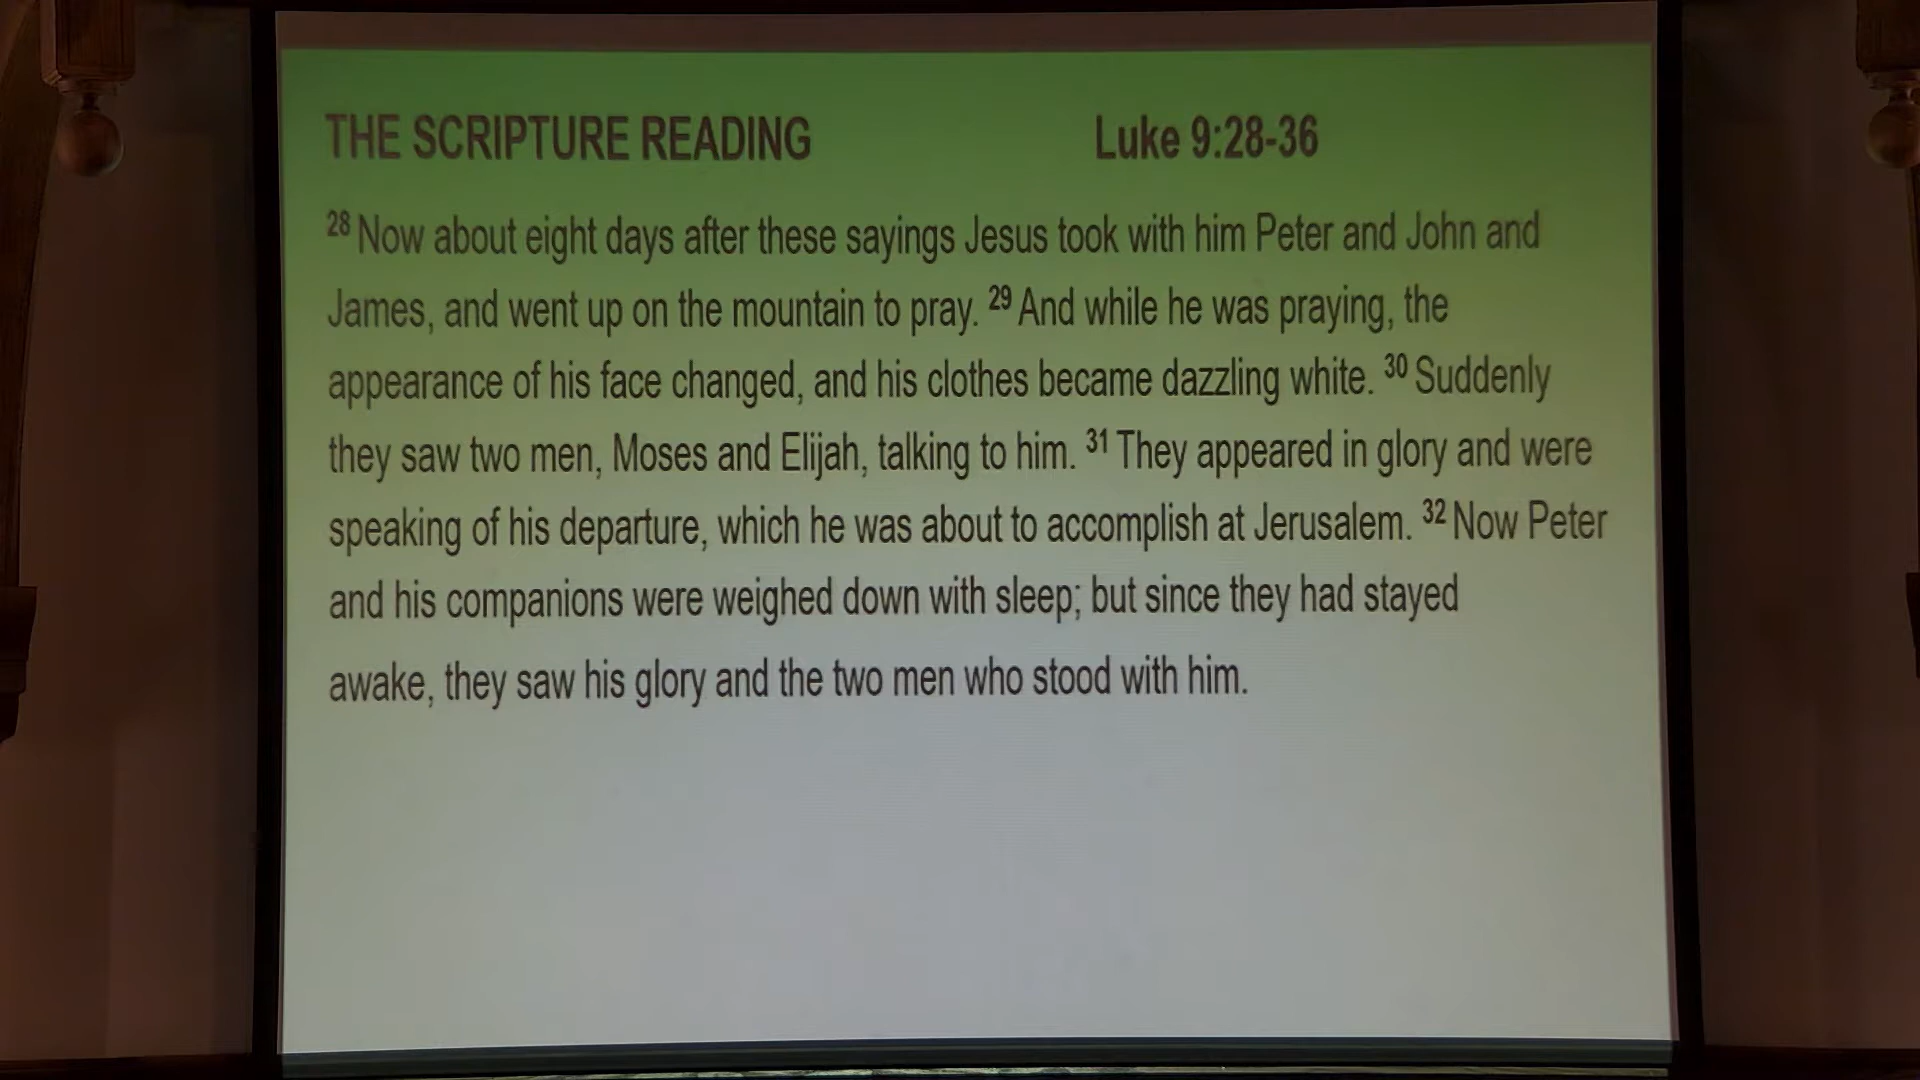 THE SCRIPTURE READING Luke 9:28-36
28 Now about eight days after these sayings Jesus took with him Peter and John and
James, and went up on the mountain to pray. 29 And while he was praying, the
appearance of his face changed, and his clothes became dazzling white. 30 Suddenly
they saw two men, Moses and Elijah, talking to him. 31 They appeared in glory and were
speaking of his departure, which he was about to accomplish at Jerusalem. 32 Now Peter
and his companions were weighed down with sleep; but since they had stayed
awake, they saw his glory and the two men who stood with him.